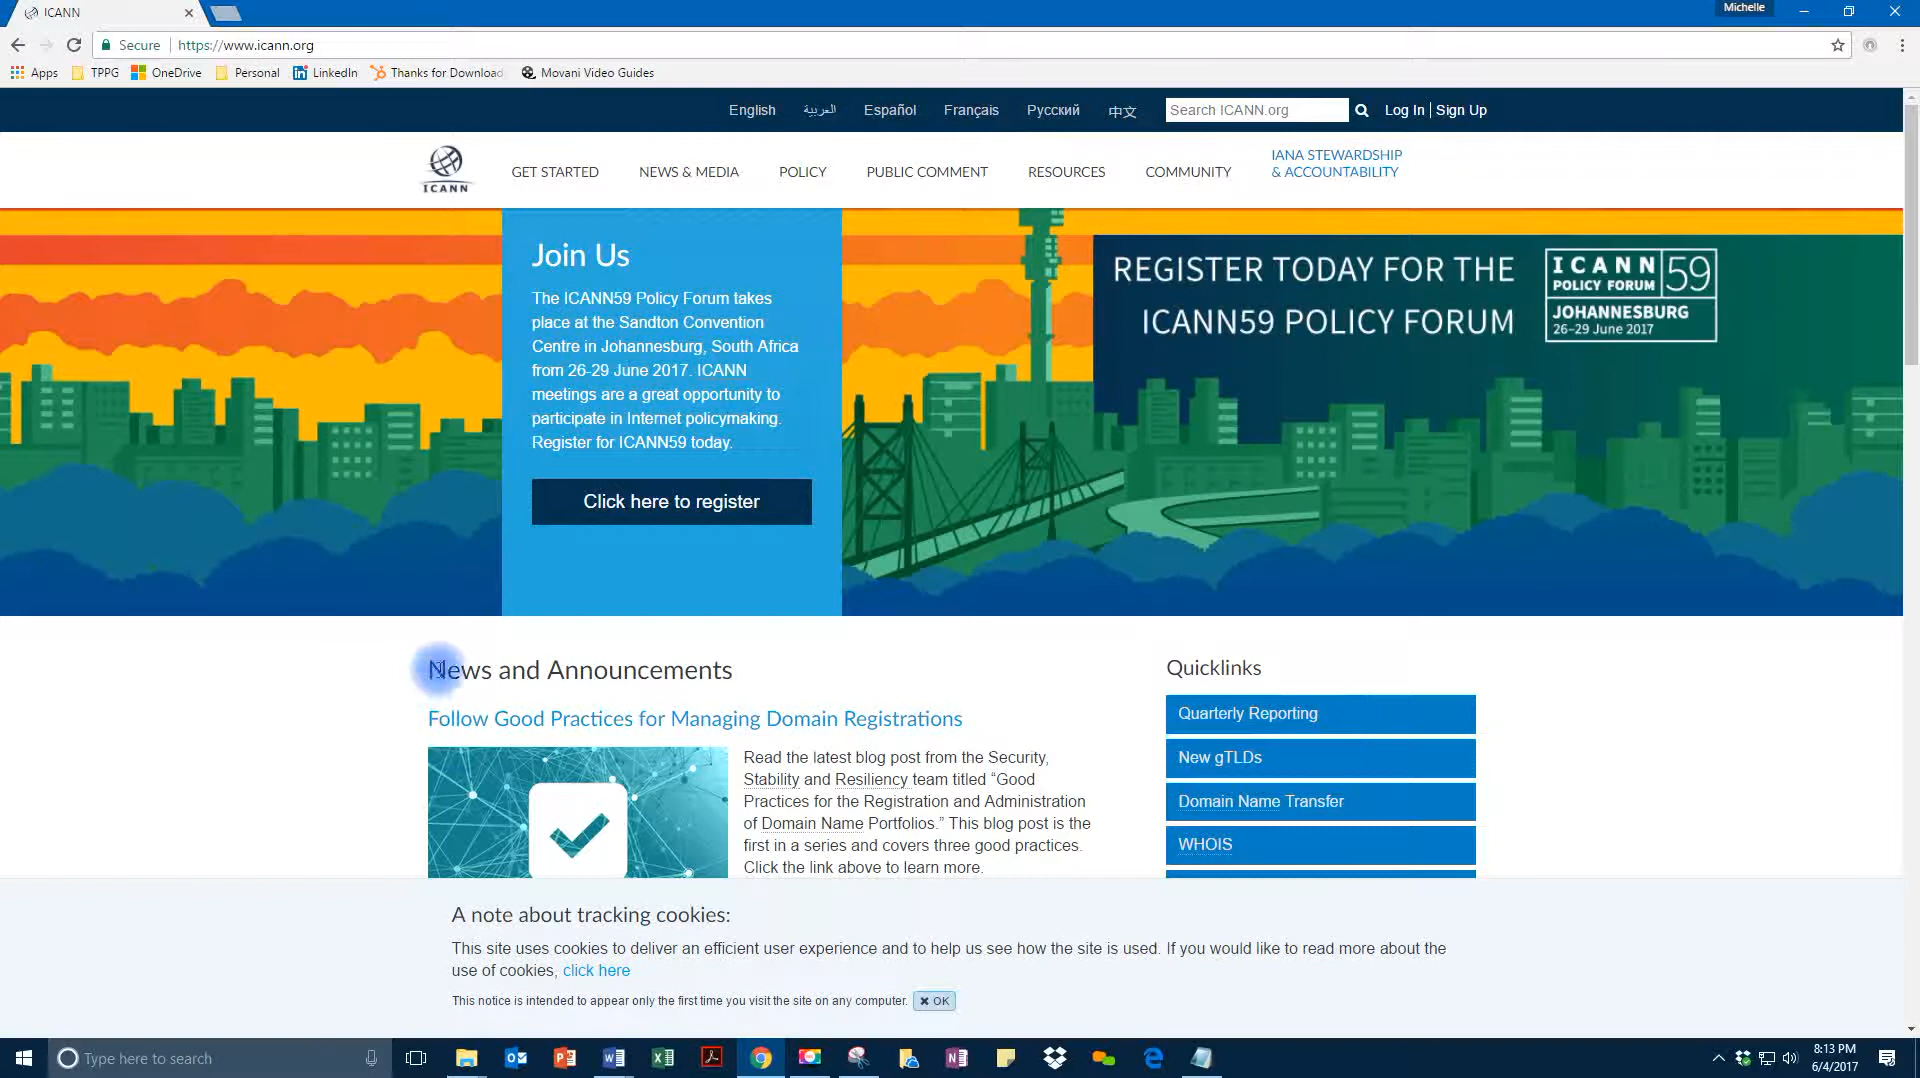 ICANN
Michelle
Secure
https://www.icann.org
Apps
TPPG
OneDrive
Personal
LinkedIn
Thanks for Download
Movani Video Guides
English
العربية
Español
Français
Русский
中文
Search ICANN.org
Log In | Sign Up
ICANN
GET STARTED
NEWS & MEDIA
POLICY
PUBLIC COMMENT
RESOURCES
COMMUNITY
IANA STEWARDSHIP
& ACCOUNTABILITY
Join Us
The ICANN59 Policy Forum takes
place at the Sandton Convention
Centre in Johannesburg, South Africa
from 26-29 June 2017. ICANN
meetings are a great opportunity to
participate in Internet policymaking.
Register for ICANN59 today.
Click here to register
REGISTER TODAY FOR THE
ICANN59 POLICY FORUM
ICANN 59
POLICY FORUM
JOHANNESBURG
26-29 June 2017
News and Announcements
Follow Good Practices for Managing Domain Registrations
Read the latest blog post from the Security,
Stability and Resiliency team titled “Good
Practices for the Registration and Administration
of Domain Name Portfolios.” This blog post is the
first in a series and covers three good practices.
Click the link above to learn more.
Quicklinks
Quarterly Reporting
New gTLDs
Domain Name Transfer
WHOIS
A note about tracking cookies:
This site uses cookies to deliver an efficient user experience and to help us see how the site is used. If you would like to read more about the
use of cookies, click here
This notice is intended to appear only the first time you visit the site on any computer.
OK
Type here to search
8:13 PM
6/4/2017